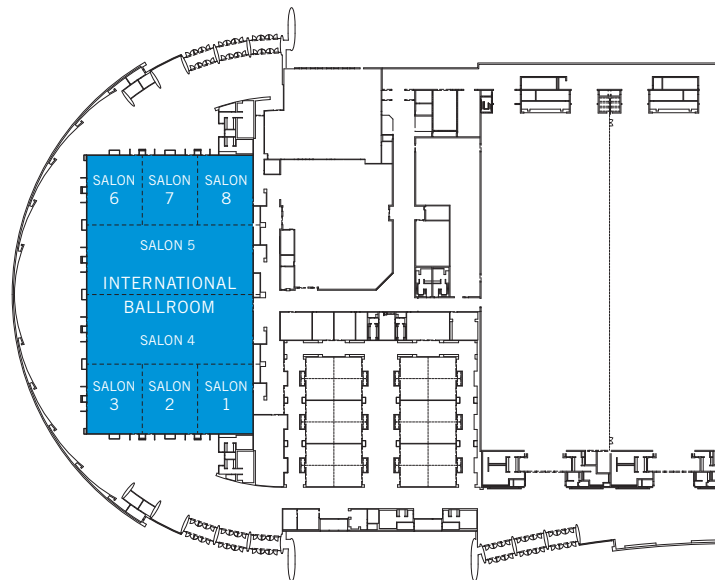 SALON
6
SALON
7
SALON
8
SALON 5
INTERNATIONAL
BALLROOM
SALON 4
SALON
3
SALON
2
SALON
1